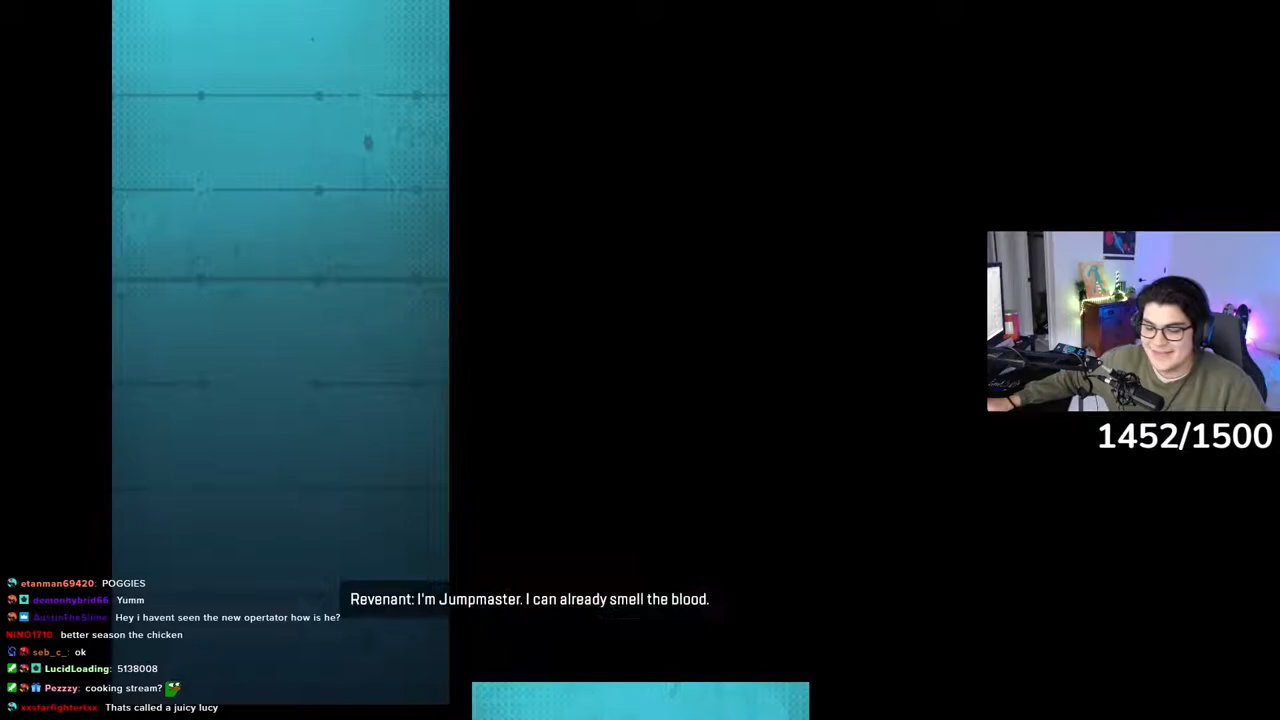 1452/1500
etanman69420: POGGIES
Revenant: I'm Jumpmaster. I can already smell the blood.
demonhybrid66 Yumm
AussinTheSlime: Hey i havent seen the new opertator how is he?
NINO1710 better season the chicken
seb_c_: ok
LucidLoading: 5138008
Pezzzy: cooking stream?
xxstarfightertxx: Thats called a juicy lucy